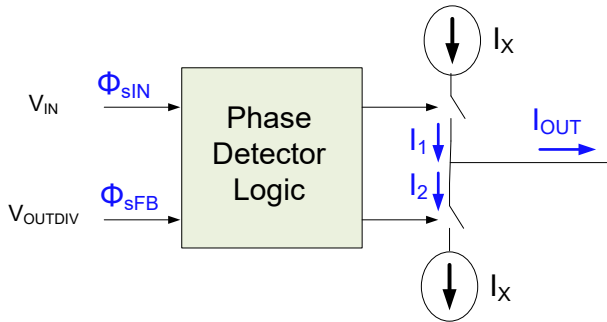 I_X
V_IN
Φ_sIN
Phase
Detector
Logic
I_1
I_OUT
I_2
V_OUTDIV
Φ_sFB
I_X